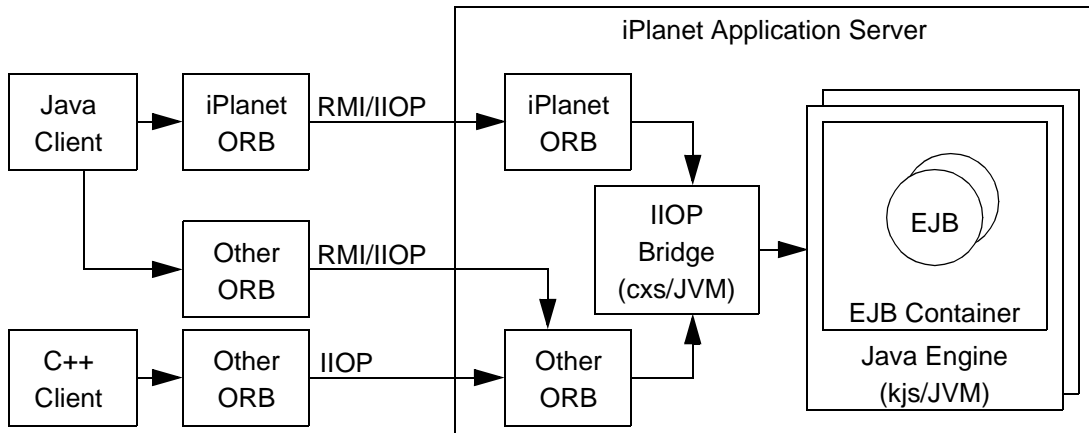 iPlanet Application Server
Java
Client
iPlanet
ORB
RMI/IIOP
iPlanet
ORB
Other
ORB
RMI/IIOP
IIOP
Bridge
(cxs/JVM)
EJB
EJB Container
Java Engine
(kjs/JVM)
C++
Client
Other
ORB
IIOP
Other
ORB